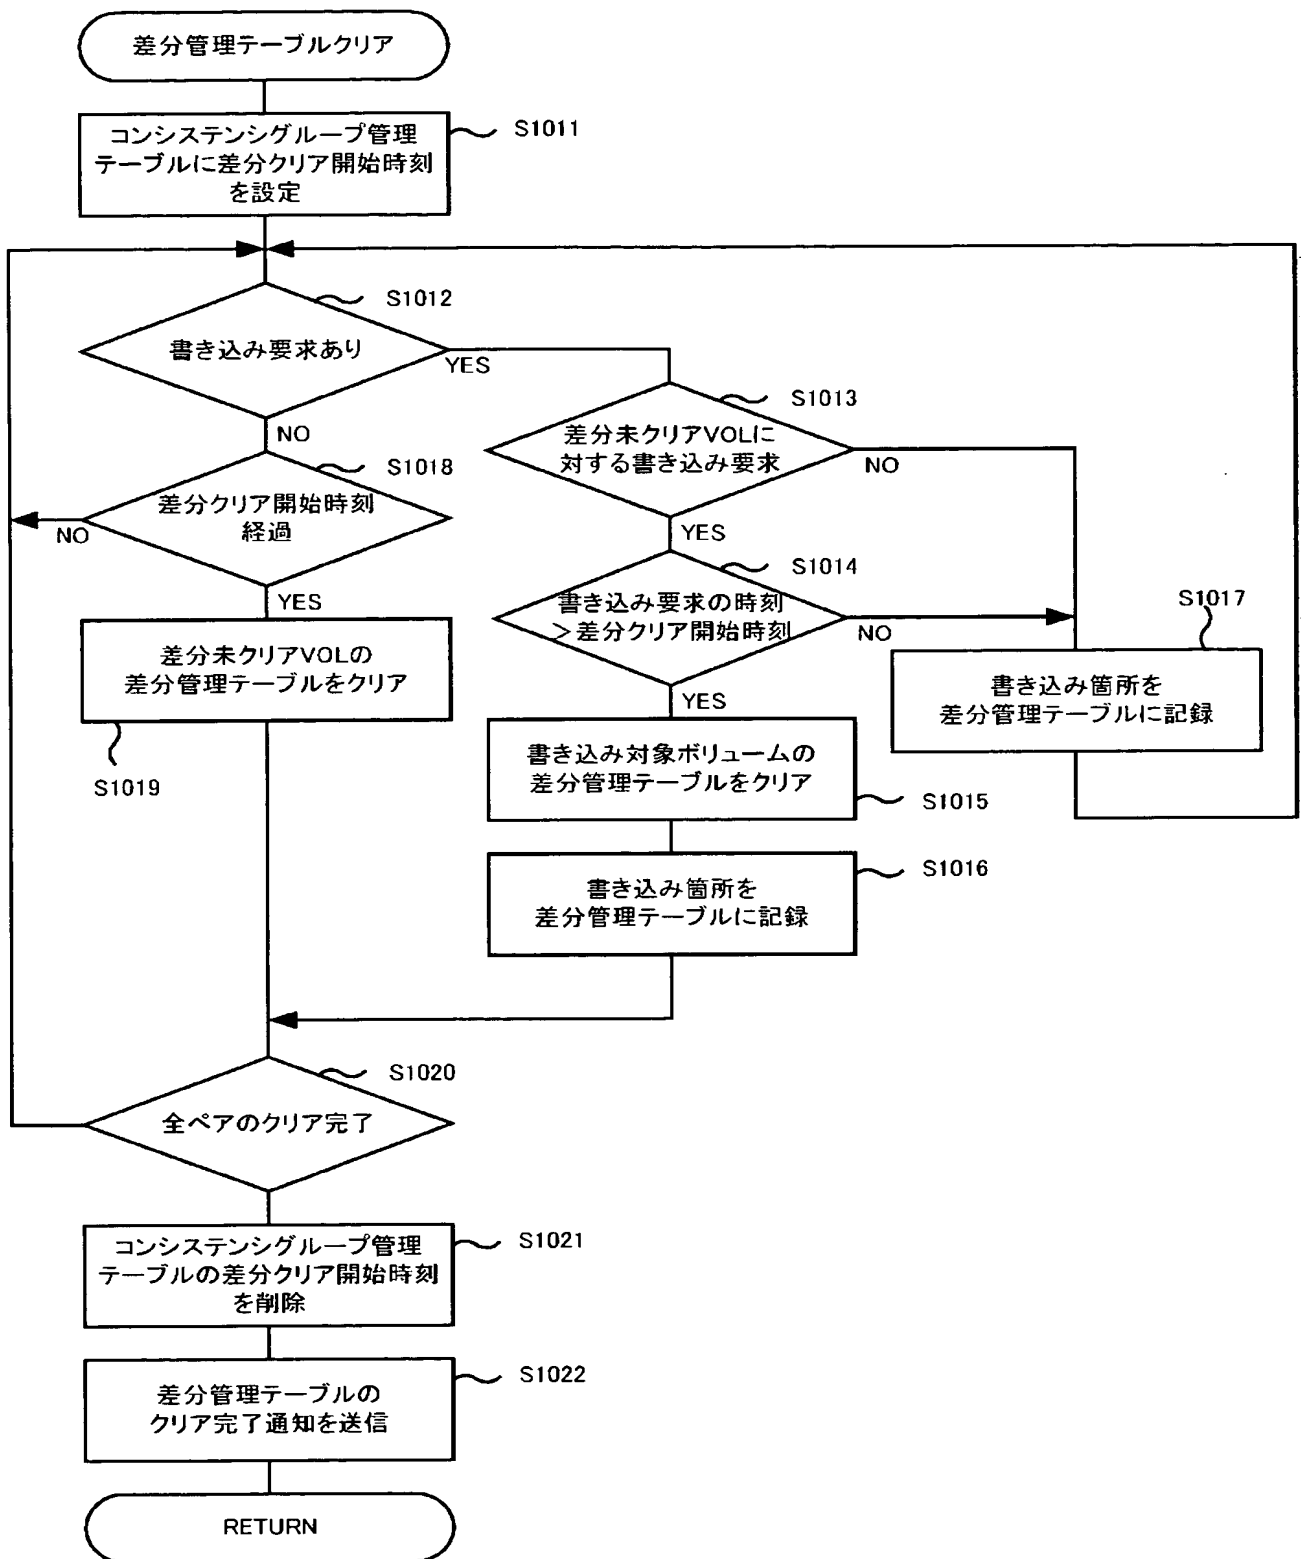 差分管理テーブルクリア
コンシステンシグループ管理
テーブルに差分クリア開始時刻
を設定
S1011
S1012
書き込み要求あり
YES
NO
S1013
差分未クリアVOLに
対する書き込み要求
NO
YES
S1018
差分クリア開始時刻
経過
NO
YES
S1014
書き込み要求の時刻
>差分クリア開始時刻
NO
YES
S1017
書き込み箇所を
差分管理テーブルに記録
差分未クリアVOLの
差分管理テーブルをクリア
S1019
書き込み対象ボリュームの
差分管理テーブルをクリア
S1015
書き込み箇所を
差分管理テーブルに記録
S1016
S1020
全ペアのクリア完了
コンシステンシグループ管理
テーブルの差分クリア開始時刻
を削除
S1021
差分管理テーブルの
クリア完了通知を送信
S1022
RETURN